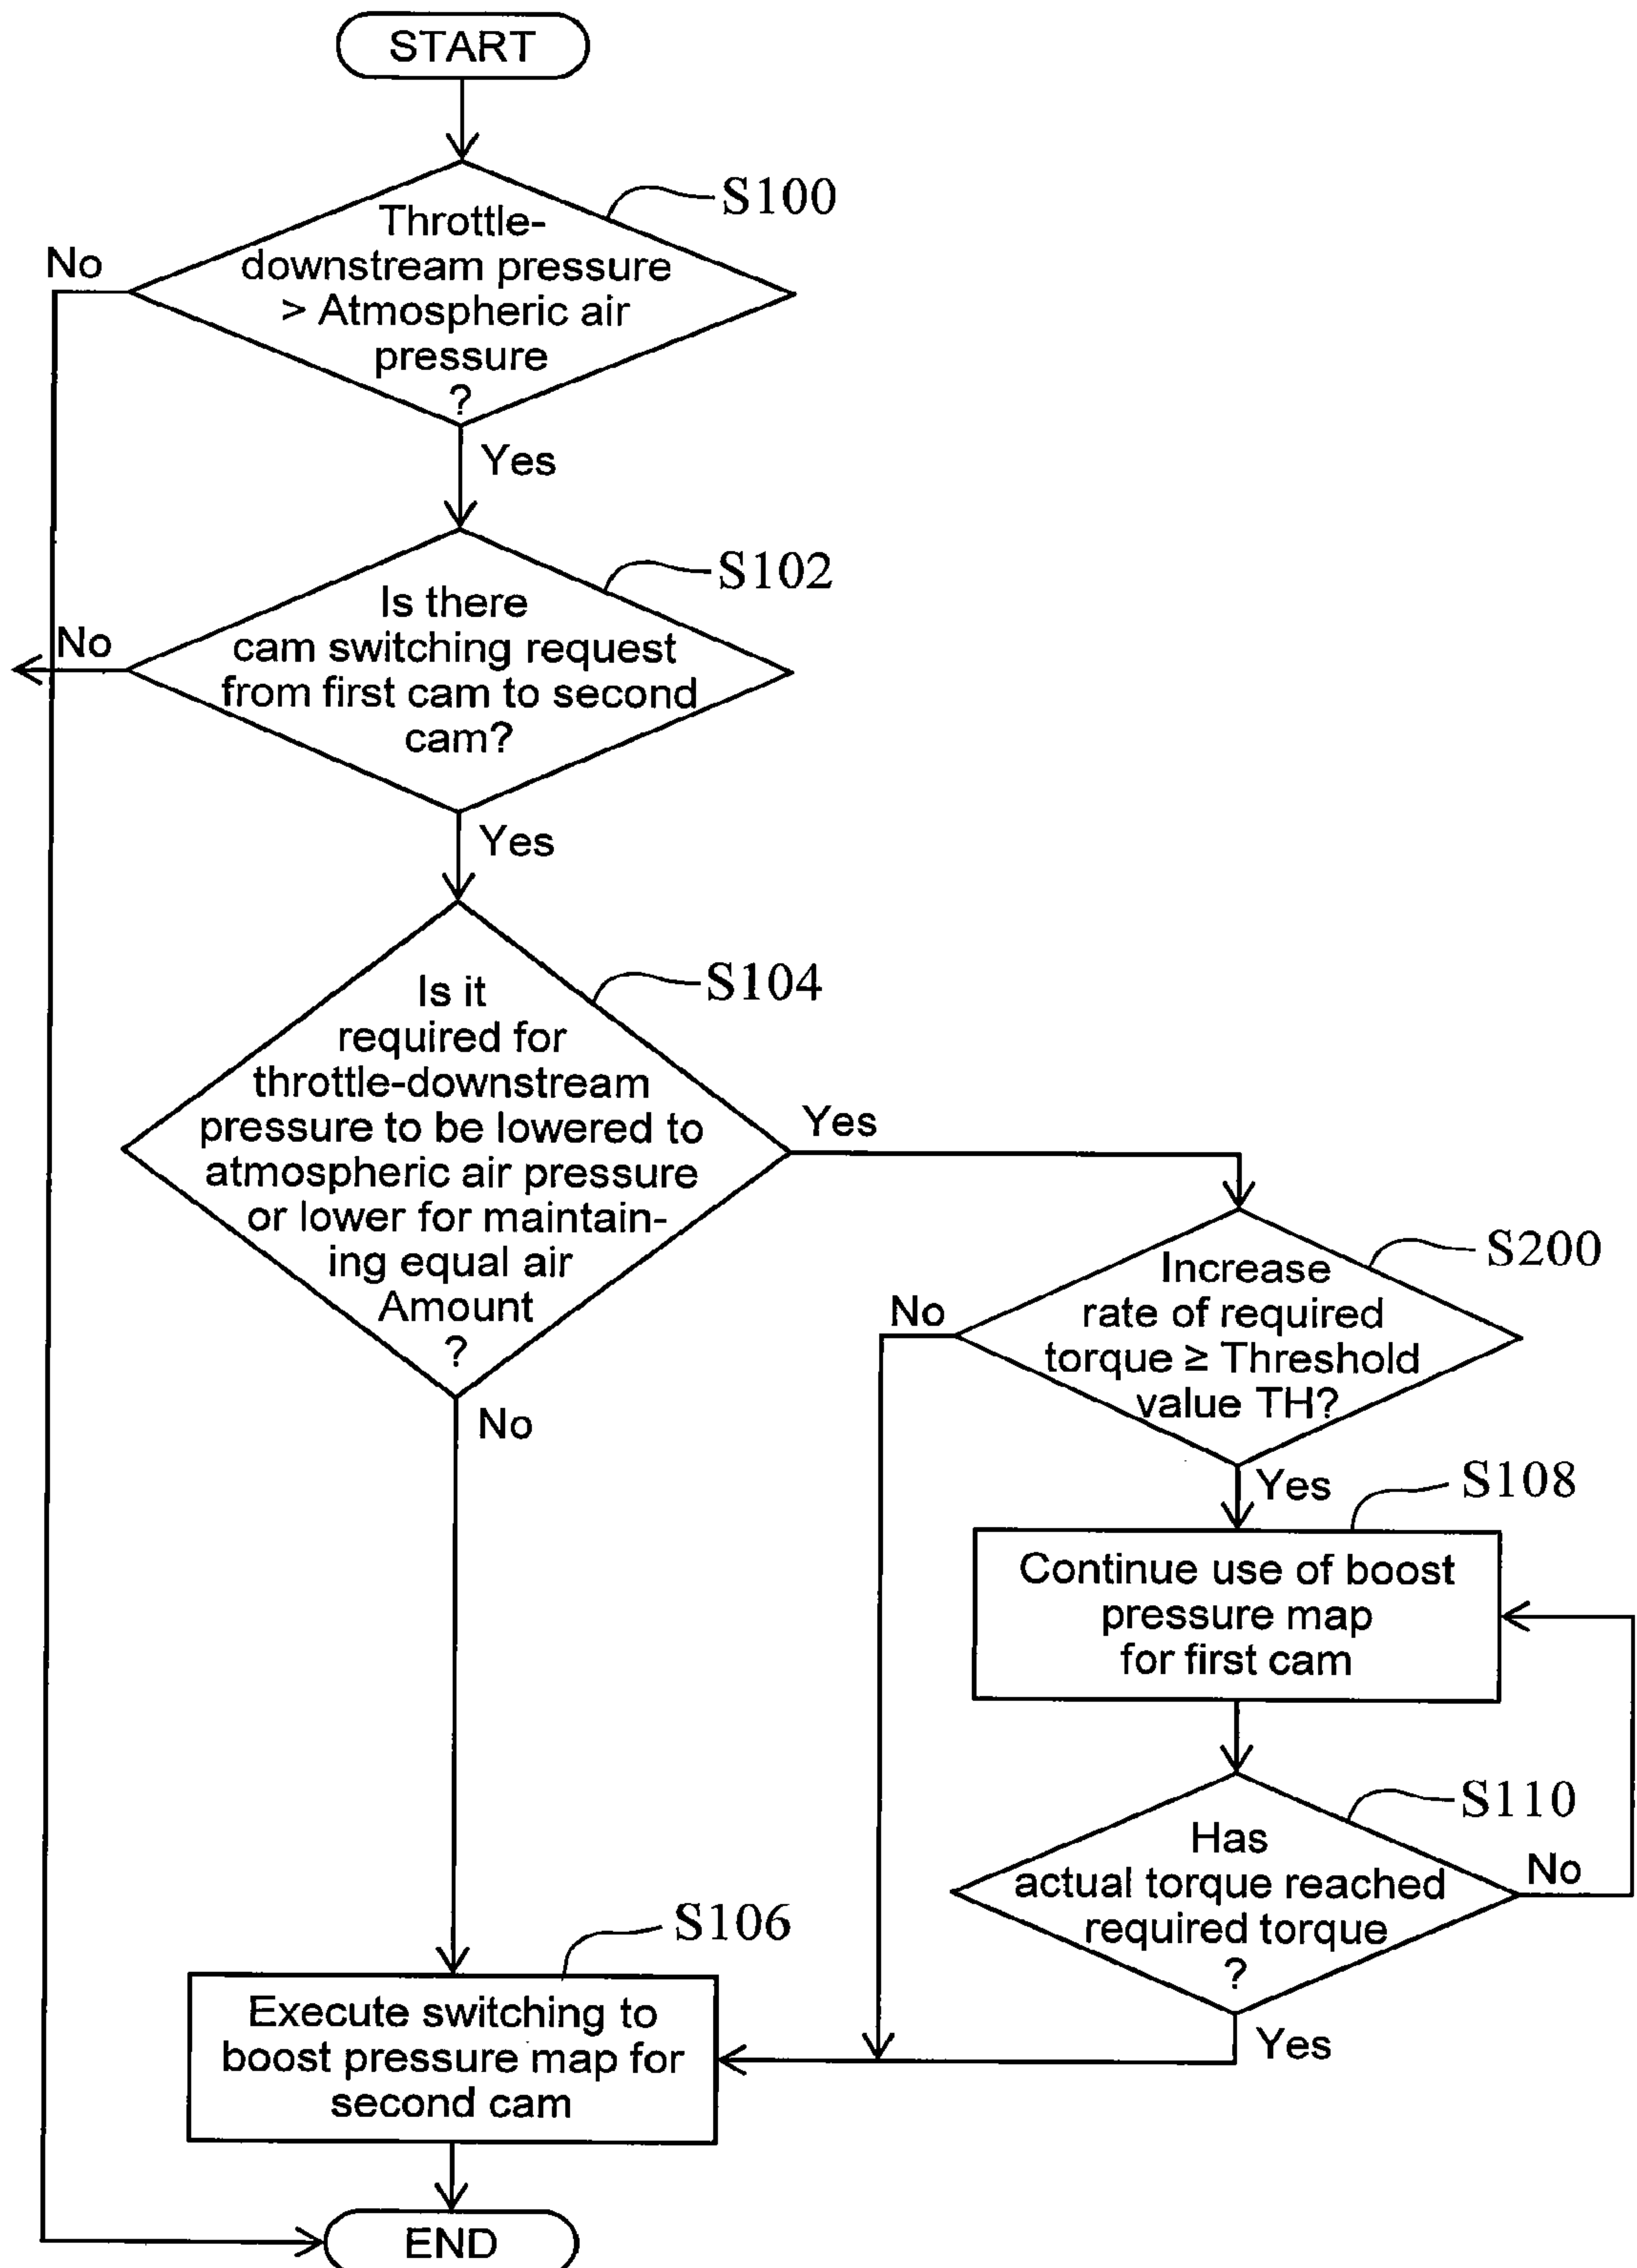 START
S100
Throttle-
downstream pressure
> Atmospheric air
pressure
?
No
Yes
S102
Is there
cam switching request
from first cam to second
cam?
No
Yes
S104
Is it
required for
throttle-downstream
pressure to be lowered to
atmospheric air pressure
or lower for maintain-
ing equal air
Amount
?
Yes
No
S200
Increase
rate of required
torque ≥ Threshold
value TH?
No
Yes
S108
Continue use of boost
pressure map
for first cam
S110
Has
actual torque reached
required torque
?
No
Yes
S106
Execute switching to
boost pressure map for
second cam
END